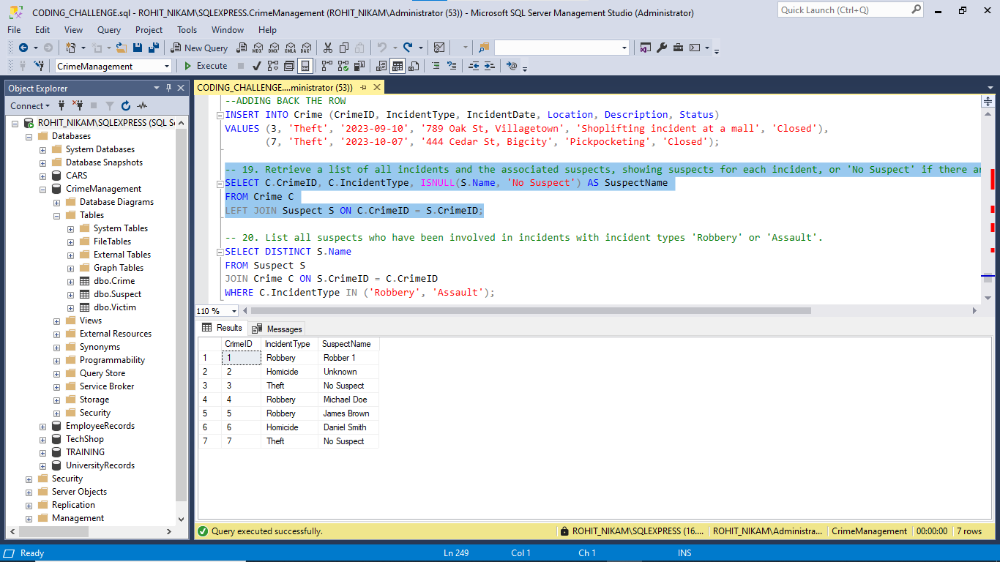 CODING_CHALLENGE.sql - ROHIT_NIKAM\SQLEXPRESS.CrimeManagement (ROHIT_NIKAM\Administrator (53)) - Microsoft SQL Server Management Studio (Administrator)
Quick Launch (Ctrl+Q)
File Edit View Query Project Tools Window Help
New Query
MDX DMX XMLA DAX
CrimeManagement
Execute
Object Explorer
Connect
ROHIT_NIKAM\SQLEXPRESS (SQL S
Databases
System Databases
Database Snapshots
CARS
CrimeManagement
Database Diagrams
Tables
System Tables
FileTables
External Tables
Graph Tables
dbo.Crime
dbo.Suspect
dbo.Victim
Views
External Resources
Synonyms
Programmability
Query Store
Service Broker
Storage
Security
EmployeeRecords
TechShop
TRAINING
UniversityRecords
Security
Server Objects
Replication
Management
CODING_CHALLENGE....ministrator (53))
--ADDING BACK THE ROW
INSERT INTO Crime (CrimeID, IncidentType, IncidentDate, Location, Description, Status)
VALUES (3, 'Theft', '2023-09-10', '789 Oak St, Villagetown', 'Shoplifting incident at a mall', 'Closed'),
(7, 'Theft', '2023-10-07', '444 Cedar St, Bigcity', 'Pickpocketing', 'Closed');
-- 19. Retrieve a list of all incidents and the associated suspects, showing suspects for each incident, or 'No Suspect' if there a
SELECT C.CrimeID, C.IncidentType, ISNULL(S.Name, 'No Suspect') AS SuspectName
FROM Crime C
LEFT JOIN Suspect S ON C.CrimeID = S.CrimeID;
-- 20. List all suspects who have been involved in incidents with incident types 'Robbery' or 'Assault'.
SELECT DISTINCT S.Name
FROM Suspect S
JOIN Crime C ON S.CrimeID = C.CrimeID
WHERE C.IncidentType IN ('Robbery', 'Assault');
110 %
Results Messages
CrimeID IncidentType SuspectName
1 1 Robbery Robber 1
2 2 Homicide Unknown
3 3 Theft No Suspect
4 4 Robbery Michael Doe
5 5 Robbery James Brown
6 6 Homicide Daniel Smith
7 7 Theft No Suspect
Query executed successfully.
ROHIT_NIKAM\SQLEXPRESS (16.... ROHIT_NIKAM\Administra... CrimeManagement 00:00:00 7 rows
Ready Ln 249 Col 1 Ch 1 INS